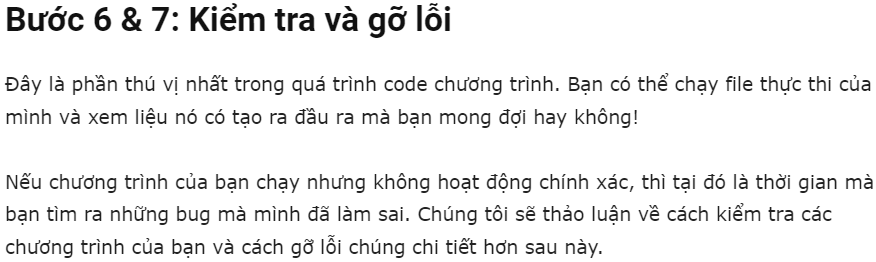 Bước 6 & 7: Kiểm tra và gỡ lỗi
Đây là phần thú vị nhất trong quá trình code chương trình. Bạn có thể chạy file thực thi của
mình và xem liệu nó có tạo ra đầu ra mà bạn mong đợi hay không!
Nếu chương trình của bạn chạy nhưng không hoạt động chính xác, thì tại đó là thời gian mà
bạn tìm ra những bug mà mình đã làm sai. Chúng tôi sẽ thảo luận về cách kiểm tra các
chương trình của bạn và cách gỡ lỗi chúng chi tiết hơn sau này.